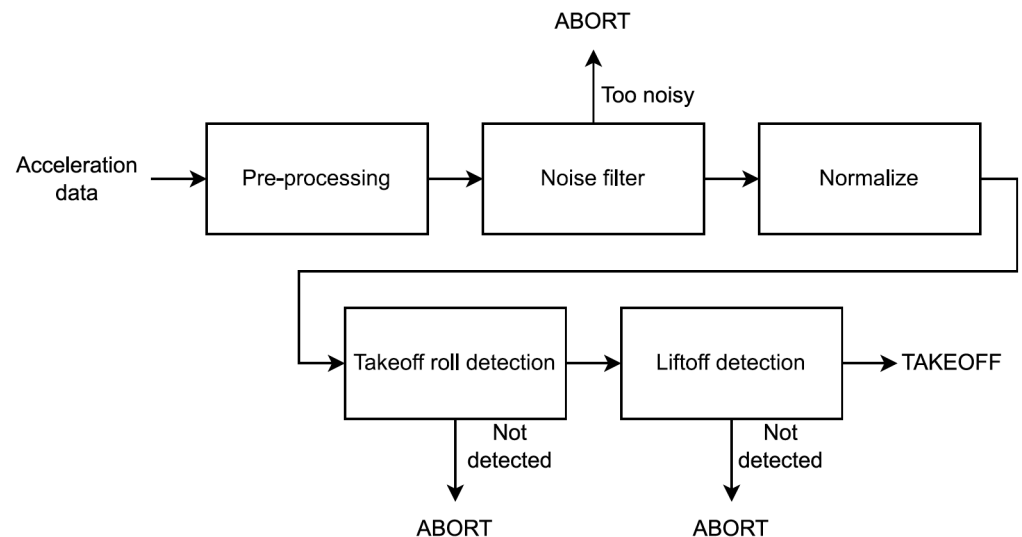 ABORT
Too noisy
Acceleration
data
Pre-processing
Noise filter
Normalize
Takeoff roll detection
Liftoff detection
TAKEOFF
Not
detected
Not
detected
ABORT
ABORT